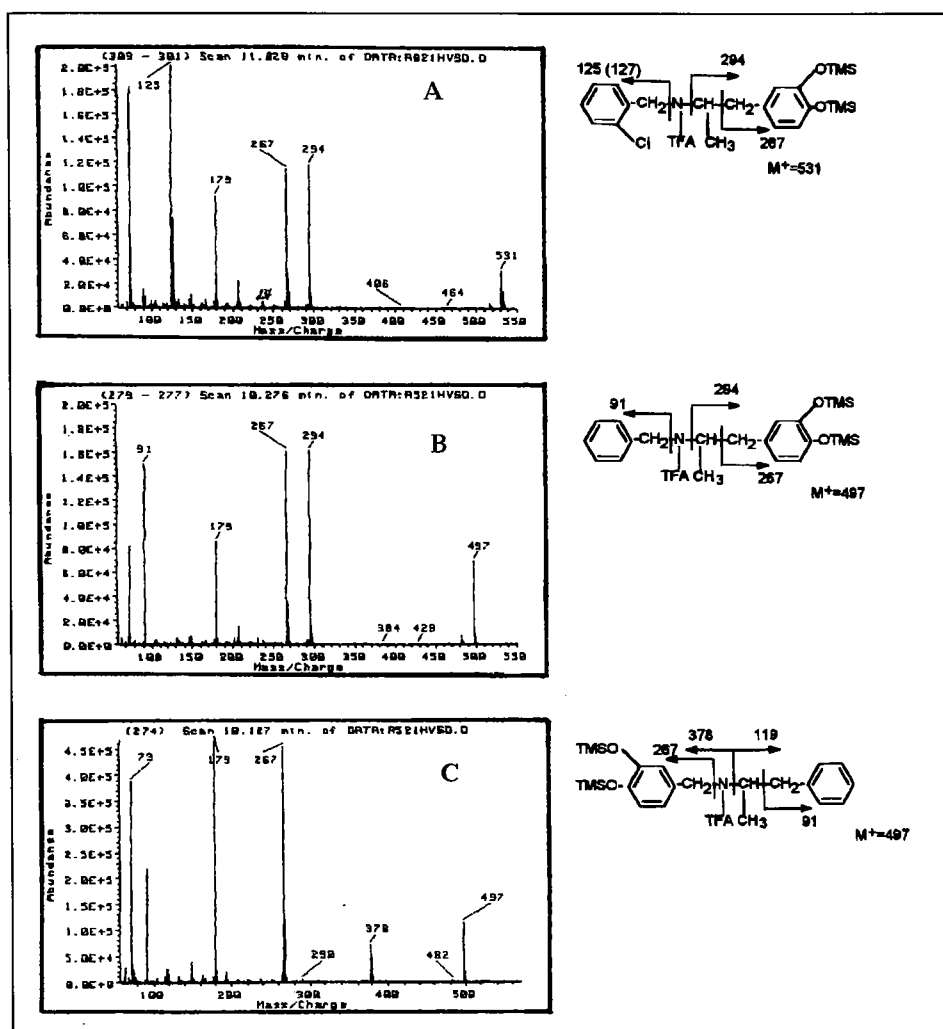 (309 - 301) Scan 11.020 min. of DATA:A021HVSD.D
2.0E+5
1.8E+5
1.6E+5
1.4E+5
1.2E+5
1.0E+5
8.0E+4
6.0E+4
4.0E+4
2.0E+4
0.0E+0
Abundance
125
A
267
294
179
406
464
531
100 150 200 250 300 350 400 450 500 550
Mass/Charge
125 (127)
294
OTMS
CH2 N CH CH2
OTMS
Cl
TFA CH3
267
M+=531
(279 - 277) Scan 10.276 min. of DATA:A521HVSD.D
2.0E+5
1.8E+5
1.6E+5
1.4E+5
1.2E+5
1.0E+5
8.0E+4
6.0E+4
4.0E+4
2.0E+4
0.0E+0
Abundance
91
B
267
294
179
384
428
497
100 150 200 250 300 350 400 450 500 550
Mass/Charge
91
294
OTMS
CH2 N CH CH2
OTMS
TFA CH3
267
M+=497
(274) Scan 10.127 min. of DATA:A521HVSD.D
4.5E+5
4.0E+5
3.5E+5
3.0E+5
2.5E+5
2.0E+5
1.5E+5
1.0E+5
5.0E+4
0.0E+0
Abundance
73
179
267
C
290
378
482
497
100 200 300 400 500
Mass/Charge
378
119
267
TMSO
TMSO
CH2 N CH CH2
TFA CH3
91
M+=497